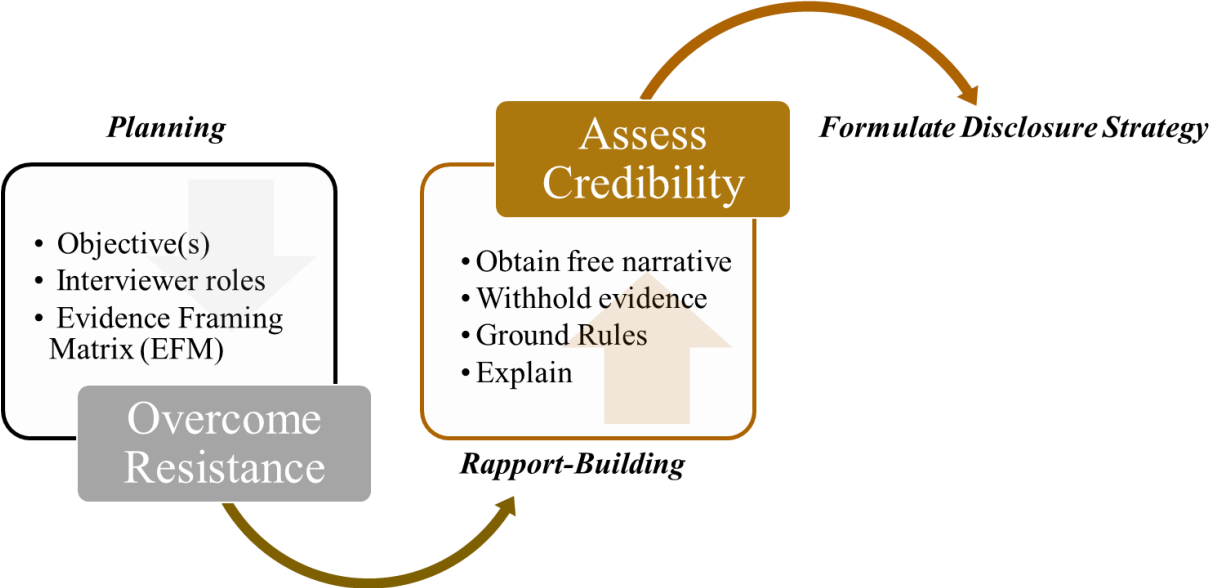 Planning
• Objective(s)
• Interviewer roles
• Evidence Framing
Matrix (EFM)
Overcome
Resistance
Assess
Credibility
• Obtain free narrative
• Withhold evidence
• Ground Rules
• Explain
Rapport-Building
Formulate Disclosure Strategy